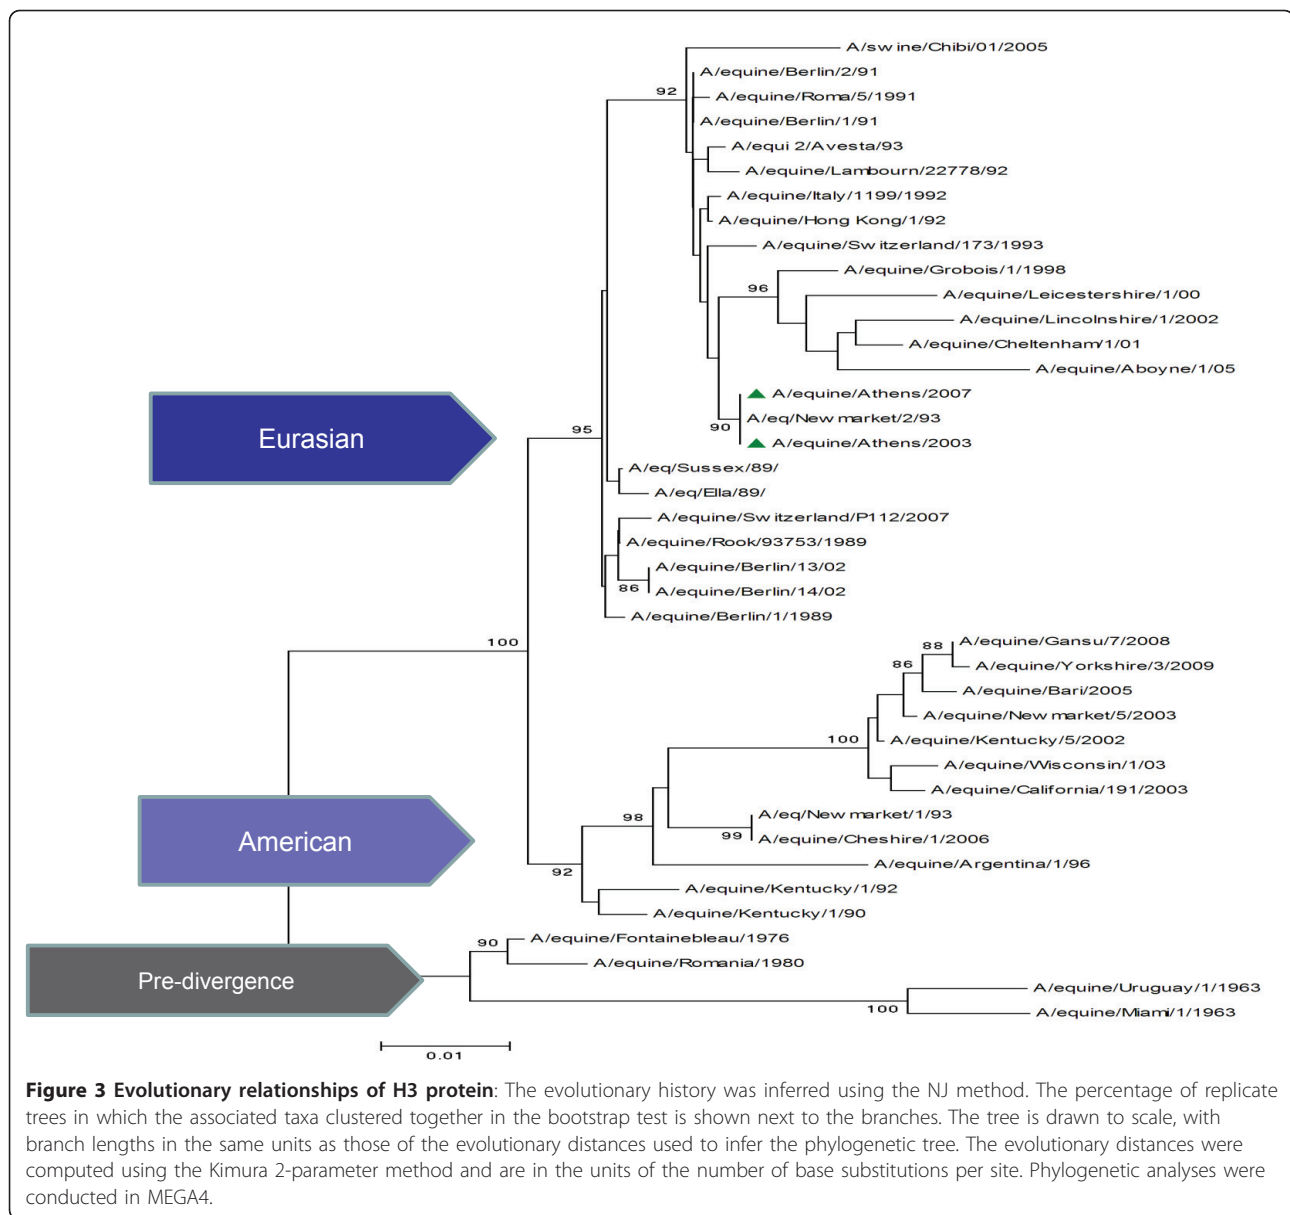 A/swine/Chibi/01/2005
A/equine/Berlin/2/91
92
A/equine/Roma/5/1991
A/equine/Berlin/1/91
A/equi 2/Avesta/93
A/equine/Lambourn/22778/92
A/equine/Italy/1199/1992
A/equine/Hong Kong/1/92
A/equine/Switzerland/173/1993
A/equine/Grobois/1/1998
96
A/equine/Leicestershire/1/00
A/equine/Lincolnshire/1/2002
A/equine/Cheltenham/1/01
A/equine/Aboyne/1/05
A/equine/Athens/2007
A/eq/Newmarket/2/93
90
A/equine/Athens/2003
Eurasian
95
A/eq/Sussex/89/
A/eq/Ella/89/
A/equine/Switzerland/P112/2007
A/equine/Rook/93753/1989
A/equine/Berlin/13/02
86
A/equine/Berlin/14/02
A/equine/Berlin/1/1989
100
A/equine/Gansu/7/2008
88
A/equine/Yorkshire/3/2009
86
A/equine/Bari/2005
A/equine/Newmarket/5/2003
A/equine/Kentucky/5/2002
100
A/equine/Wisconsin/1/03
A/equine/California/191/2003
A/eq/Newmarket/1/93
98
99
A/equine/Cheshire/1/2006
American
A/equine/Argentina/1/96
92
A/equine/Kentucky/1/92
A/equine/Kentucky/1/90
A/equine/Fontainebleau/1976
90
A/equine/Romania/1980
Pre-divergence
A/equine/Uruguay/1/1963
100
A/equine/Miami/1/1963
0.01
Figure 3 Evolutionary relationships of H3 protein: The evolutionary history was inferred using the NJ method. The percentage of replicate
trees in which the associated taxa clustered together in the bootstrap test is shown next to the branches. The tree is drawn to scale, with
branch lengths in the same units as those of the evolutionary distances used to infer the phylogenetic tree. The evolutionary distances were
computed using the Kimura 2-parameter method and are in the units of the number of base substitutions per site. Phylogenetic analyses were
conducted in MEGA4.